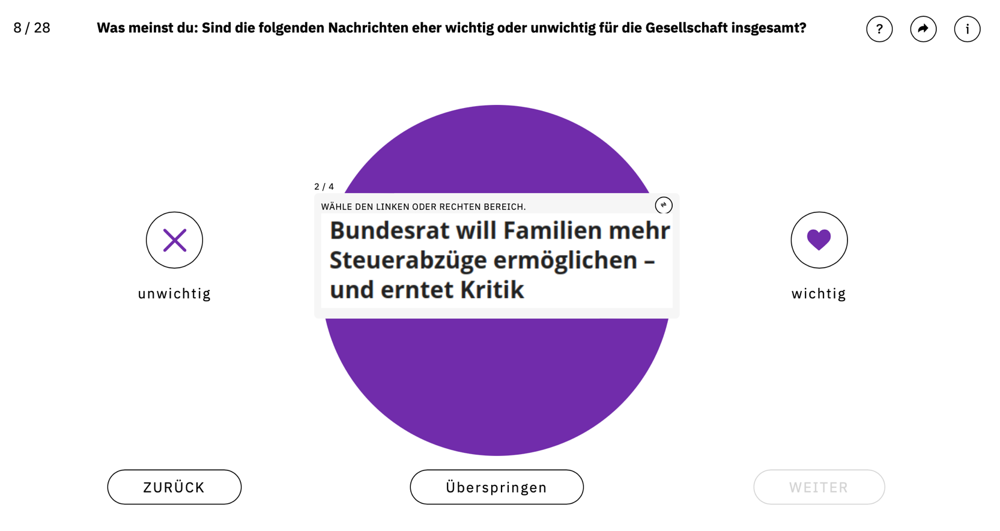 8 / 28
Was meinst du: Sind die folgenden Nachrichten eher wichtig oder unwichtig für die Gesellschaft insgesamt?
?
i
2 / 4
WÄHLE DEN LINKEN ODER RECHTEN BEREICH.
Bundesrat will Familien mehr
Steuerabzüge ermöglichen –
und erntet Kritik
unwichtig
wichtig
ZURÜCK
Überspringen
WEITER